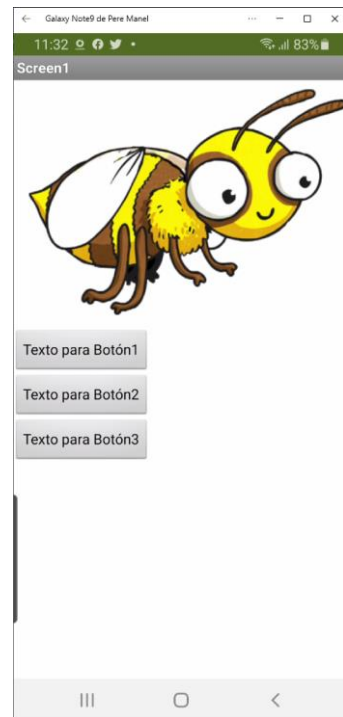 Galaxy Note9 de Pere Manel
11:32 83%
Screen1
Texto para Botón1
Texto para Botón2
Texto para Botón3